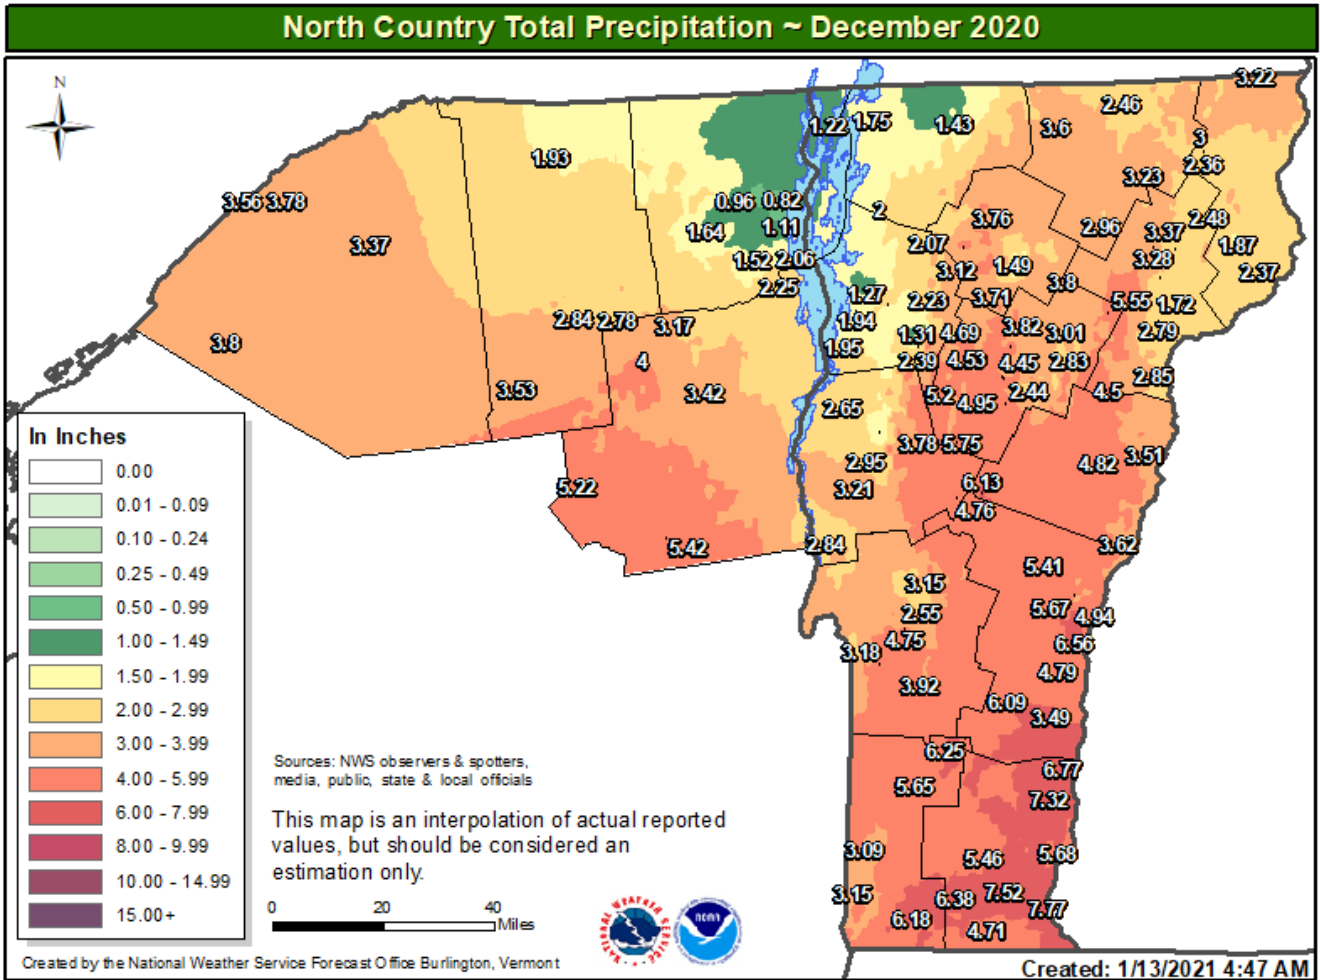 North Country Total Precipitation ~ December 2020
N
3.22
2.46
1.22 1.75 1.43 3.6
3
1.93 2.36
3.23
3.56 3.78 0.96 0.82 2
3.76 2.48
1.64 1.11 2.96 3.37
3.37 2.07 1.87
1.52 2.06 3.12 1.49 3.28 2.37
2.25 1.27 2.23 3.71 3.8 5.55 1.72
2.84 2.78 3.17 1.94 1.31 4.69 3.82 3.01 2.79
3.8 1.95
4 2.39 4.53 4.45 2.83
3.53 3.42 5.2 4.95 2.44 4.5 2.85
2.65
3.78 5.75
2.95 4.82 3.51
5.22 3.21 6.13
4.76
5.42 2.84 3.62
5.41
3.15
2.55 5.67 4.94
4.75 6.56
3.18 4.79
3.92 6.09
3.49
6.25
6.77
5.65 7.32
3.09 5.46 5.68
3.15 6.38 7.52 7.77
6.18 4.71
In Inches
0.00
0.01 - 0.09
0.10 - 0.24
0.25 - 0.49
0.50 - 0.99
1.00 - 1.49
1.50 - 1.99
2.00 - 2.99
3.00 - 3.99
4.00 - 5.99
6.00 - 7.99
8.00 - 9.99
10.00 - 14.99
15.00+
Sources: NWS observers & spotters,
media, public, state & local officials
This map is an interpolation of actual reported
values, but should be considered an
estimation only.
0 20 40
Miles
NATIONAL WEATHER SERVICE
NOAA
Created by the National Weather Service Forecast Office Burlington, Vermont
Created: 1/13/2021 4:47 AM